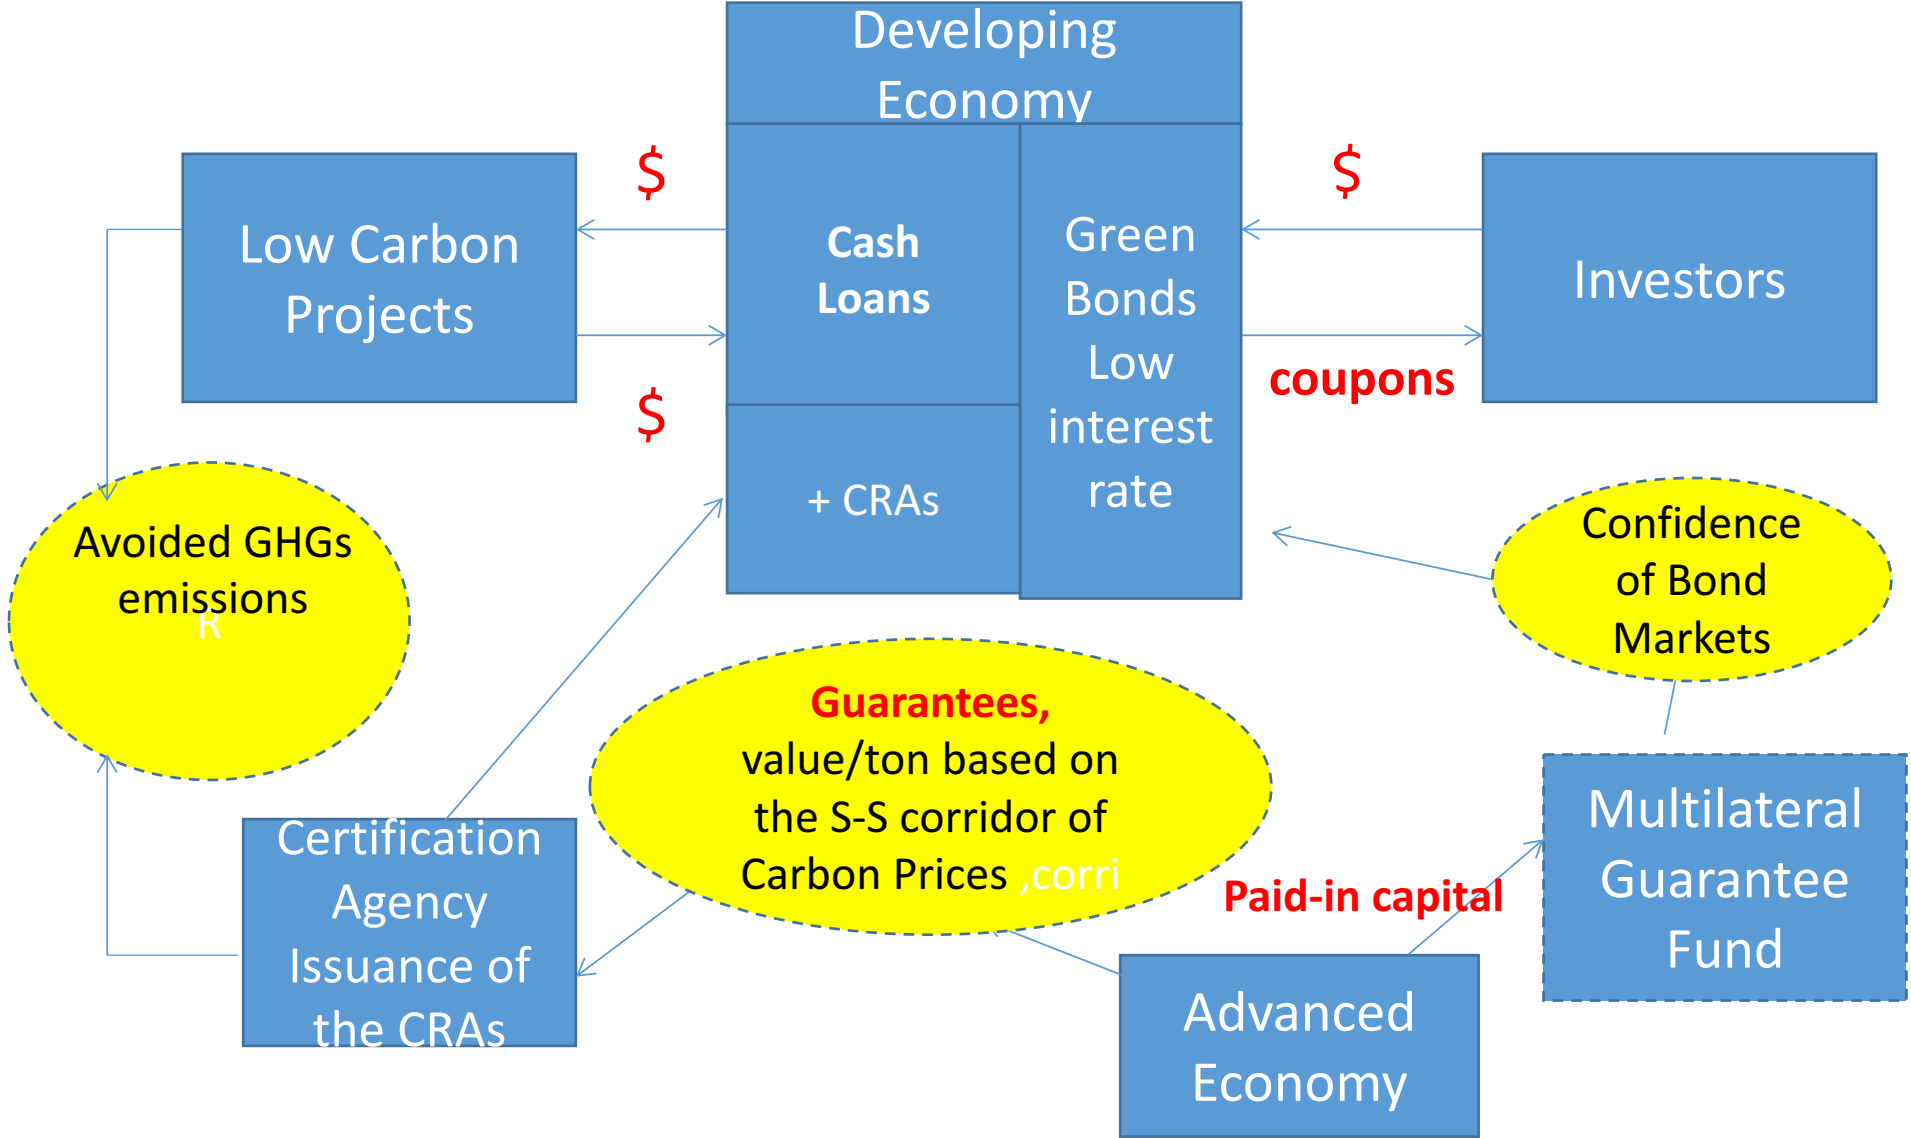 Developing
Economy
$
$
Low Carbon
Projects
Cash
Loans
Green
Bonds
Low
interest
rate
Investors
coupons
$
+ CRAs
Avoided GHGs
emissions
R
Confidence
of Bond
Markets
Guarantees,
value/ton based on
the S-S corridor of
Carbon Prices ,corri
Certification
Agency
Issuance of
the CRAs
Paid-in capital
Multilateral
Guarantee
Fund
Advanced
Economy